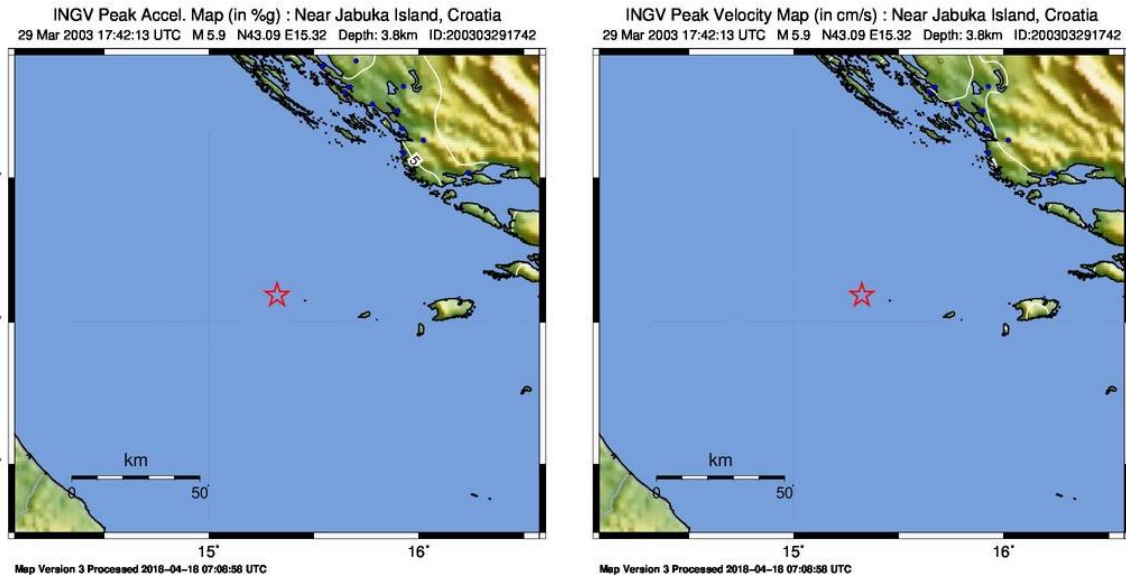 INGV Peak Accel. Map (in %g) : Near Jabuka Island, Croatia
29 Mar 2003 17:42:13 UTC M 5.9 N43.09 E15.32 Depth: 3.8km ID:200303291742
5
km
0 50
15° 16°
Map Version 3 Processed 2018-04-18 07:08:58 UTC
INGV Peak Velocity Map (in cm/s) : Near Jabuka Island, Croatia
29 Mar 2003 17:42:13 UTC M 5.9 N43.09 E15.32 Depth: 3.8km ID:200303291742
km
0 50
15° 16°
Map Version 3 Processed 2018-04-18 07:08:58 UTC